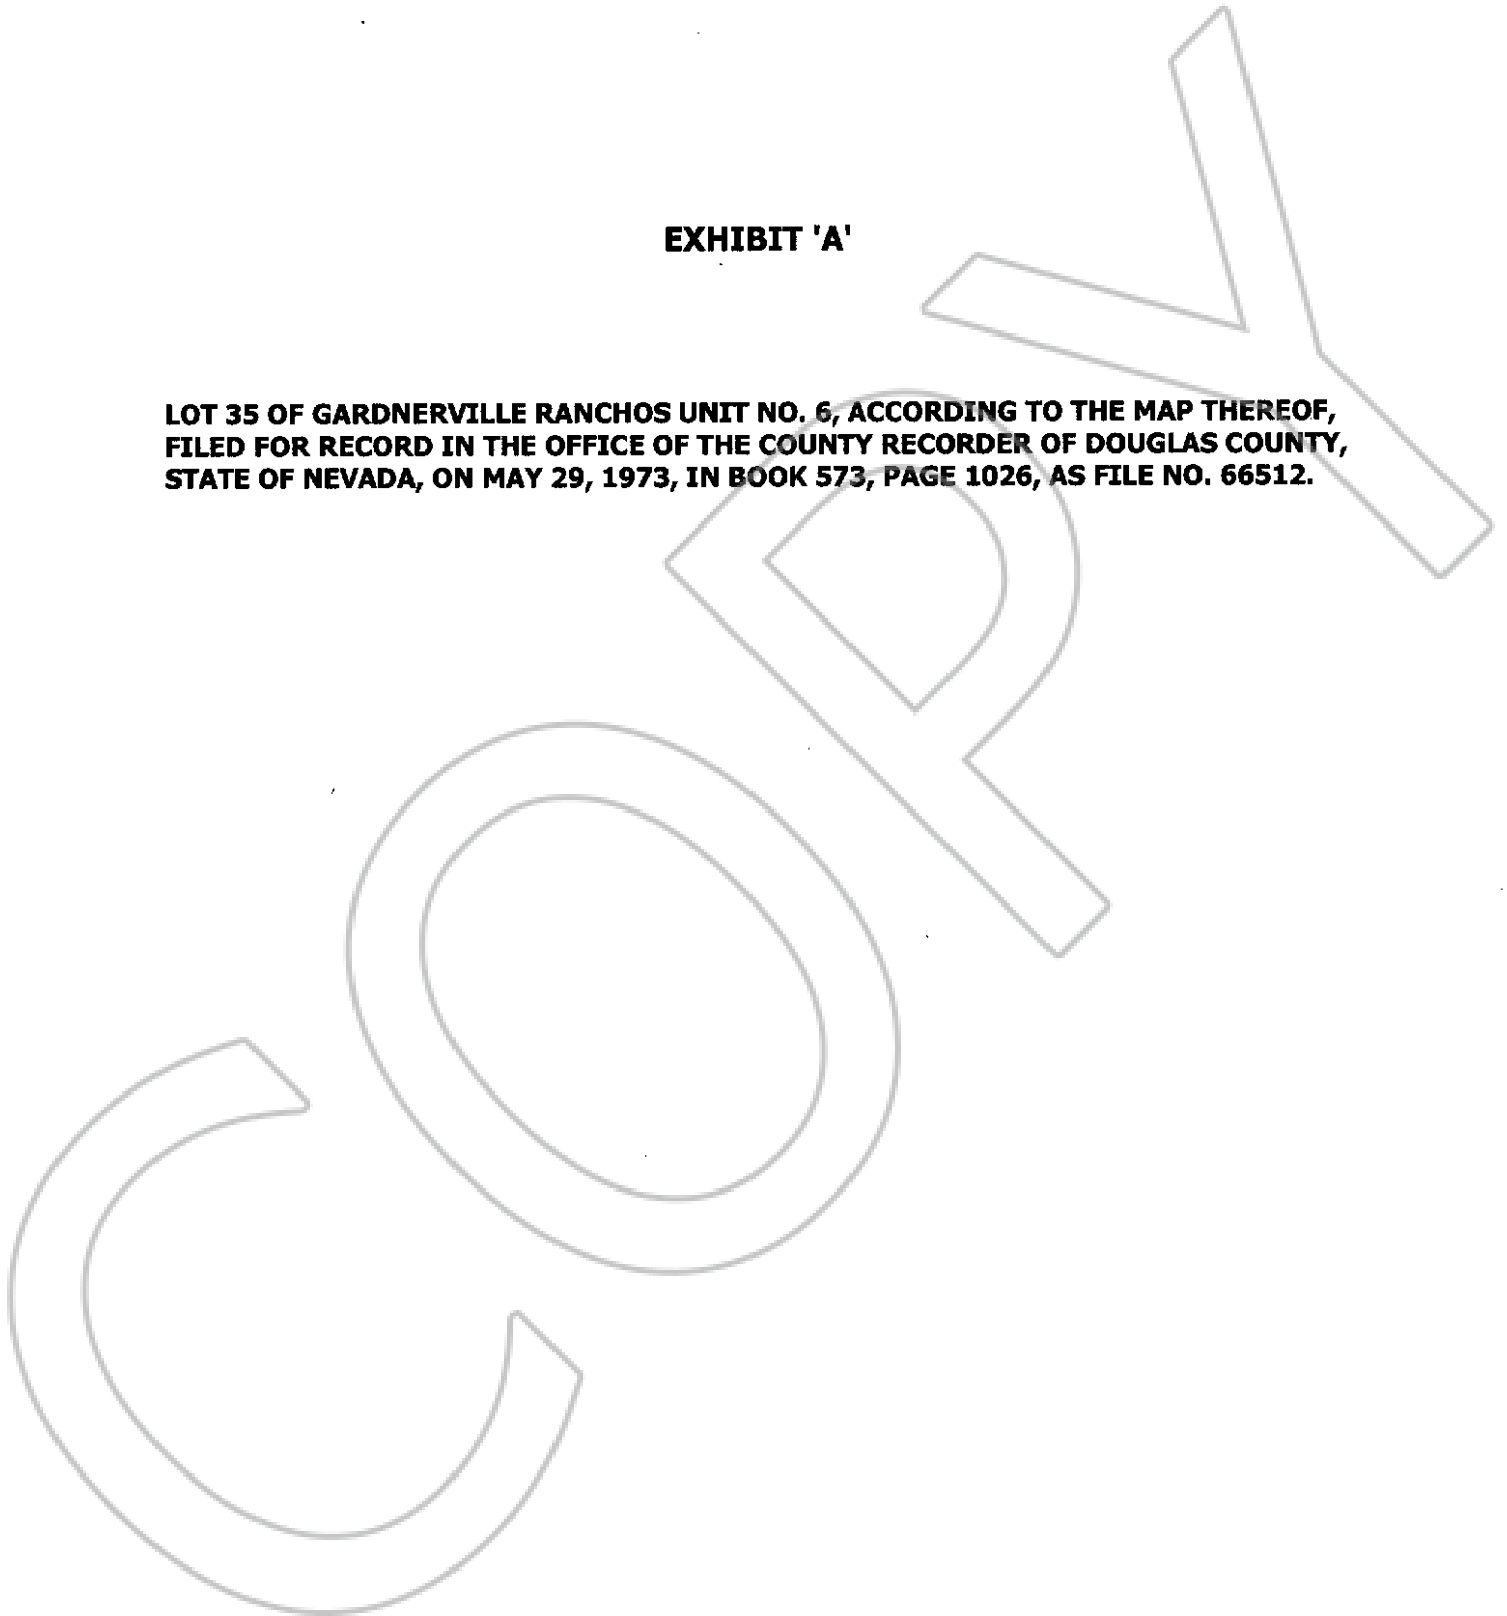 EXHIBIT 'A'
LOT 35 OF GARDNERVILLE RANCHOS UNIT NO. 6, ACCORDING TO THE MAP THEREOF,
FILED FOR RECORD IN THE OFFICE OF THE COUNTY RECORDER OF DOUGLAS COUNTY,
STATE OF NEVADA, ON MAY 29, 1973, IN BOOK 573, PAGE 1026, AS FILE NO. 66512.
COPY